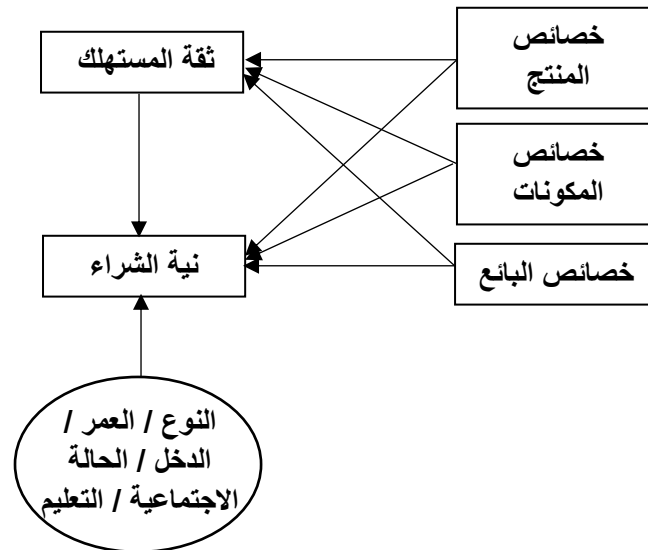 خصائص
المنتج
ثقة المستهلك
خصائص
المكونات
نية الشراء
خصائص البائع
النوع / العمر /
الدخل / الحالة
الاجتماعية / التعليم